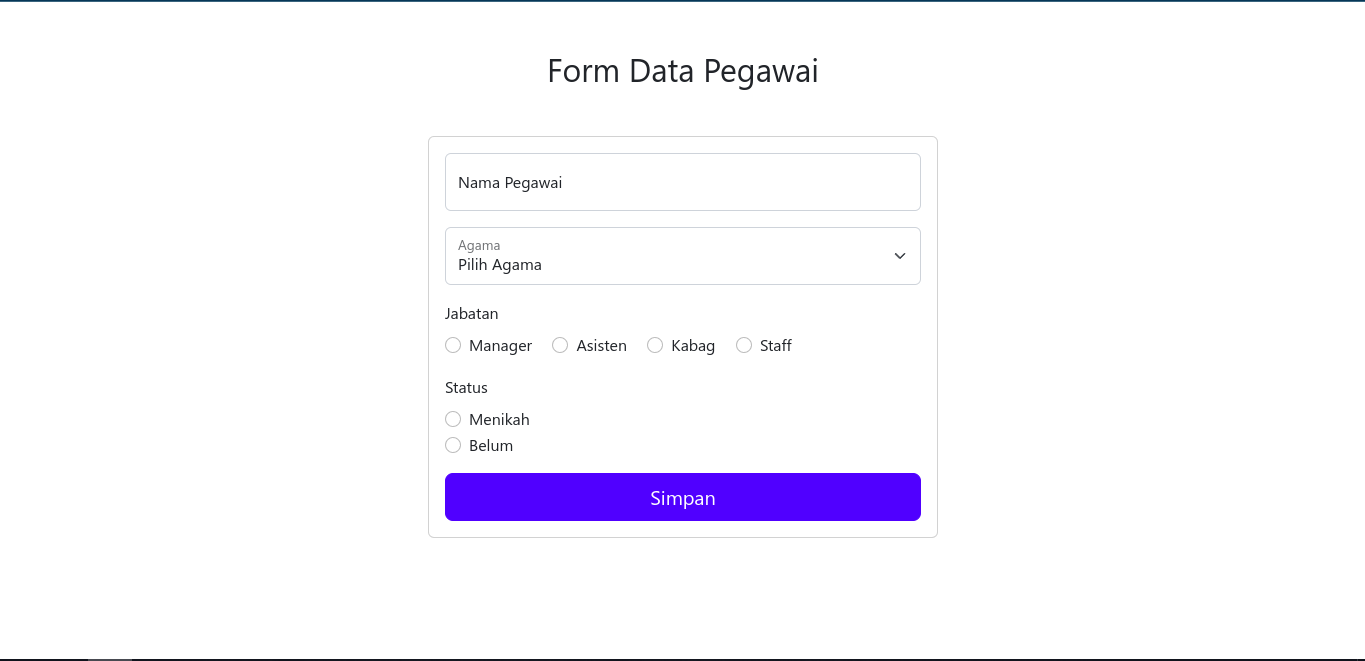 Form Data Pegawai
Nama Pegawai
Agama
Pilih Agama
Jabatan
Manager Asisten Kabag Staff
Status
Menikah
Belum
Simpan